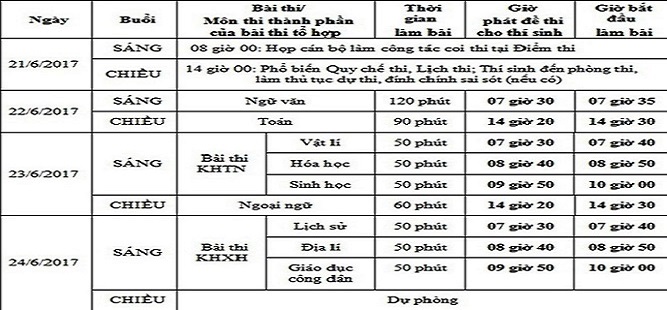 Ngày Buổi Bài thi/ Môn thi thành phần của bài thi tổ hợp Thời gian làm bài Giờ phát đề thi cho thí sinh Giờ bắt đầu làm bài
21/6/2017 SÁNG 08 giờ 00: Họp cán bộ làm công tác coi thi tại Điểm thi
CHIỀU 14 giờ 00: Phổ biến Quy chế thi, Lịch thi; Thí sinh đến phòng thi,
làm thủ tục dự thi, đính chính sai sót (nếu có)
22/6/2017 SÁNG Ngữ văn 120 phút 07 giờ 30 07 giờ 35
CHIỀU Toán 90 phút 14 giờ 20 14 giờ 30
23/6/2017 SÁNG Bài thi KHTN Vật lí 50 phút 07 giờ 30 07 giờ 40
Hóa học 50 phút 08 giờ 40 08 giờ 50
Sinh học 50 phút 09 giờ 50 10 giờ 00
CHIỀU Ngoại ngữ 60 phút 14 giờ 20 14 giờ 30
24/6/2017 SÁNG Bài thi KHXH Lịch sử 50 phút 07 giờ 30 07 giờ 40
Địa lí 50 phút 08 giờ 40 08 giờ 50
Giáo dục công dân 50 phút 09 giờ 50 10 giờ 00
CHIỀU Dự phòng